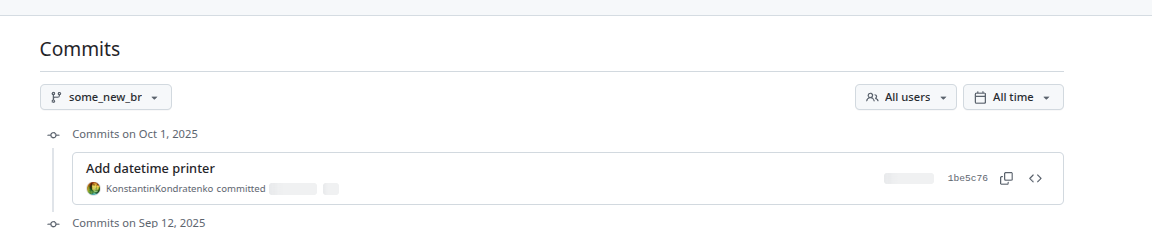 Commits
some_new_br
All users
All time
Commits on Oct 1, 2025
Add datetime printer
KonstantinKondratenko committed
1be5c76
Commits on Sep 12, 2025